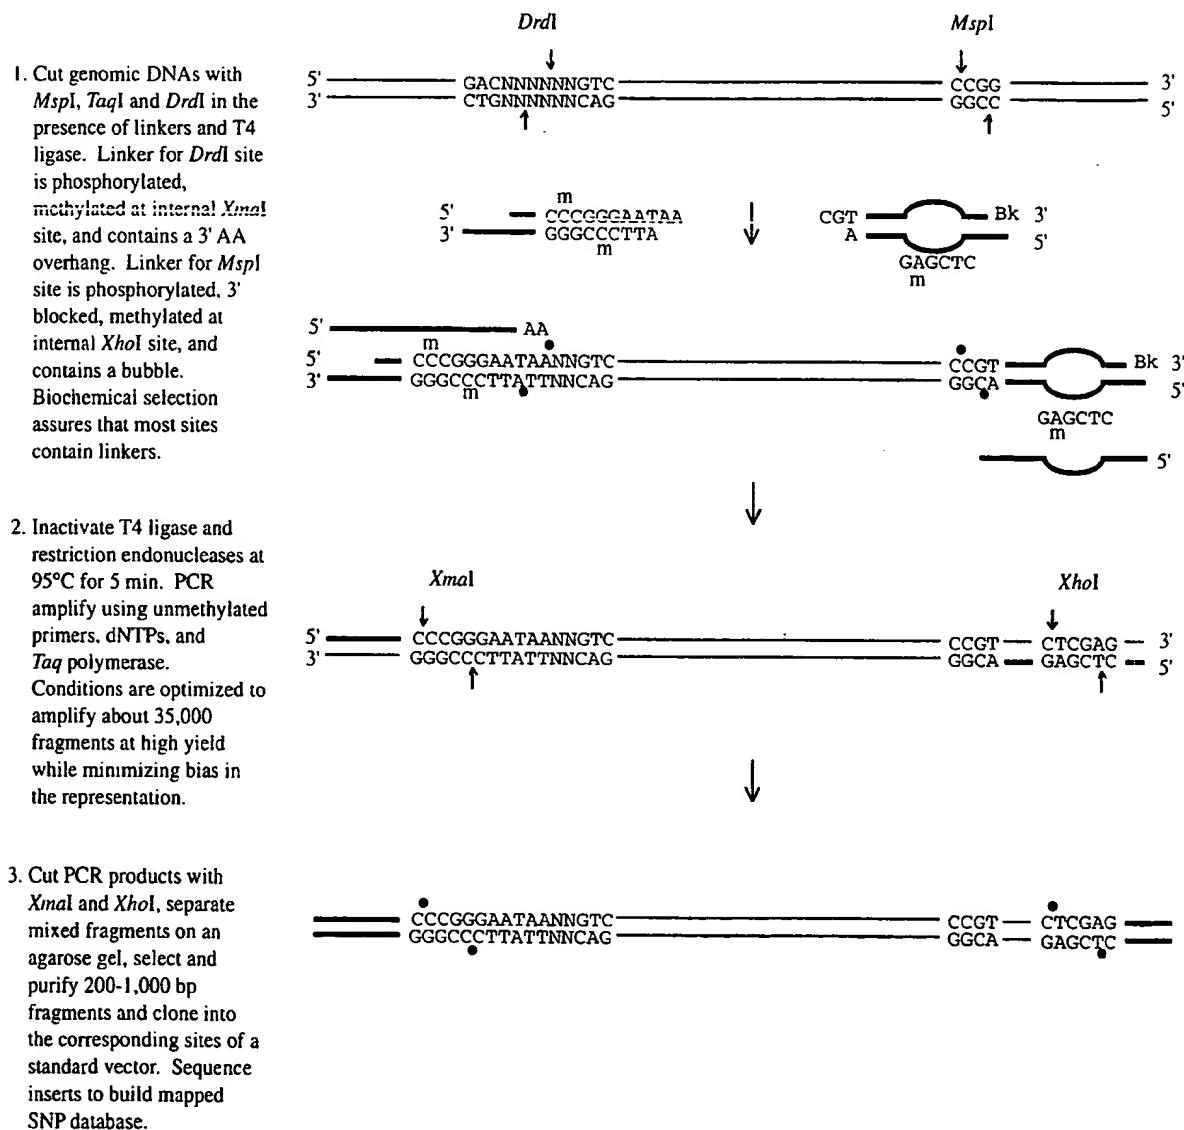 DrdI
MspI
1. Cut genomic DNAs with
MspI, TaqI and DrdI in the
presence of linkers and T4
ligase. Linker for DrdI site
is phosphorylated,
methylated at internal XmaI
site, and contains a 3' AA
overhang. Linker for MspI
site is phosphorylated, 3'
blocked, methylated at
internal XhoI site, and
contains a bubble.
Biochemical selection
assures that most sites
contain linkers.
5' GACNNNNNNGTC CCGG 3'
3' CTGNNNNNNCAG GGCC 5'
m
5' CCCGGGAATAA CGT Bk 3'
3' GGGCCCTTA A 5'
m GAGCTC
m
5' AA
m
5' CCCGGGAATAANNGTC CCGT Bk 3'
3' GGGCCCTTATTNNCAG GGCA 5'
m GAGCTC
m
5'
2. Inactivate T4 ligase and
restriction endonucleases at
95°C for 5 min. PCR
amplify using unmethylated
primers, dNTPs, and
Taq polymerase.
Conditions are optimized to
amplify about 35,000
fragments at high yield
while minimizing bias in
the representation.
XmaI XhoI
5' CCCGGGAATAANNGTC CCGT CTCGAG 3'
3' GGGCCCTTATTNNCAG GGCA GAGCTC 5'
3. Cut PCR products with
XmaI and XhoI, separate
mixed fragments on an
agarose gel, select and
purify 200-1,000 bp
fragments and clone into
the corresponding sites of a
standard vector. Sequence
inserts to build mapped
SNP database.
CCCGGGAATAANNGTC CCGT CTCGAG
GGGCCCTTATTNNCAG GGCA GAGCTC